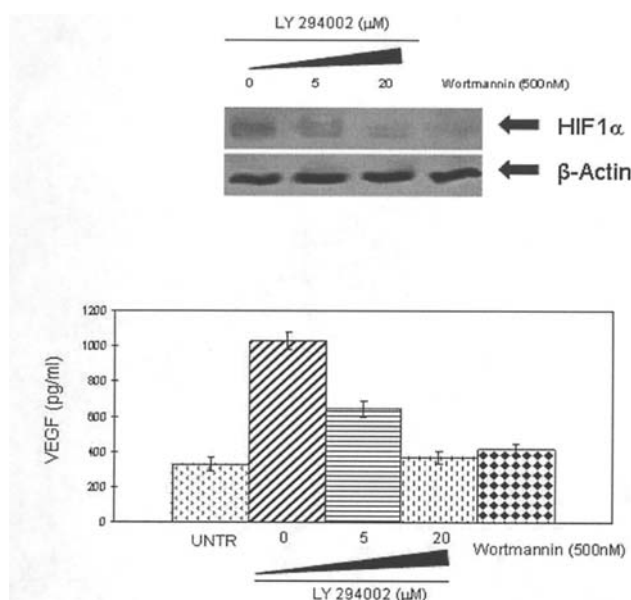 LY 294002 (μM)
0 5 20 Wortmannin (500nM)
HIF1α
β-Actin
1200
1000
800
600
400
200
0
VEGF (pg/ml)
UNTR 0 5 20 Wortmannin (500nM)
LY 294002 (μM)